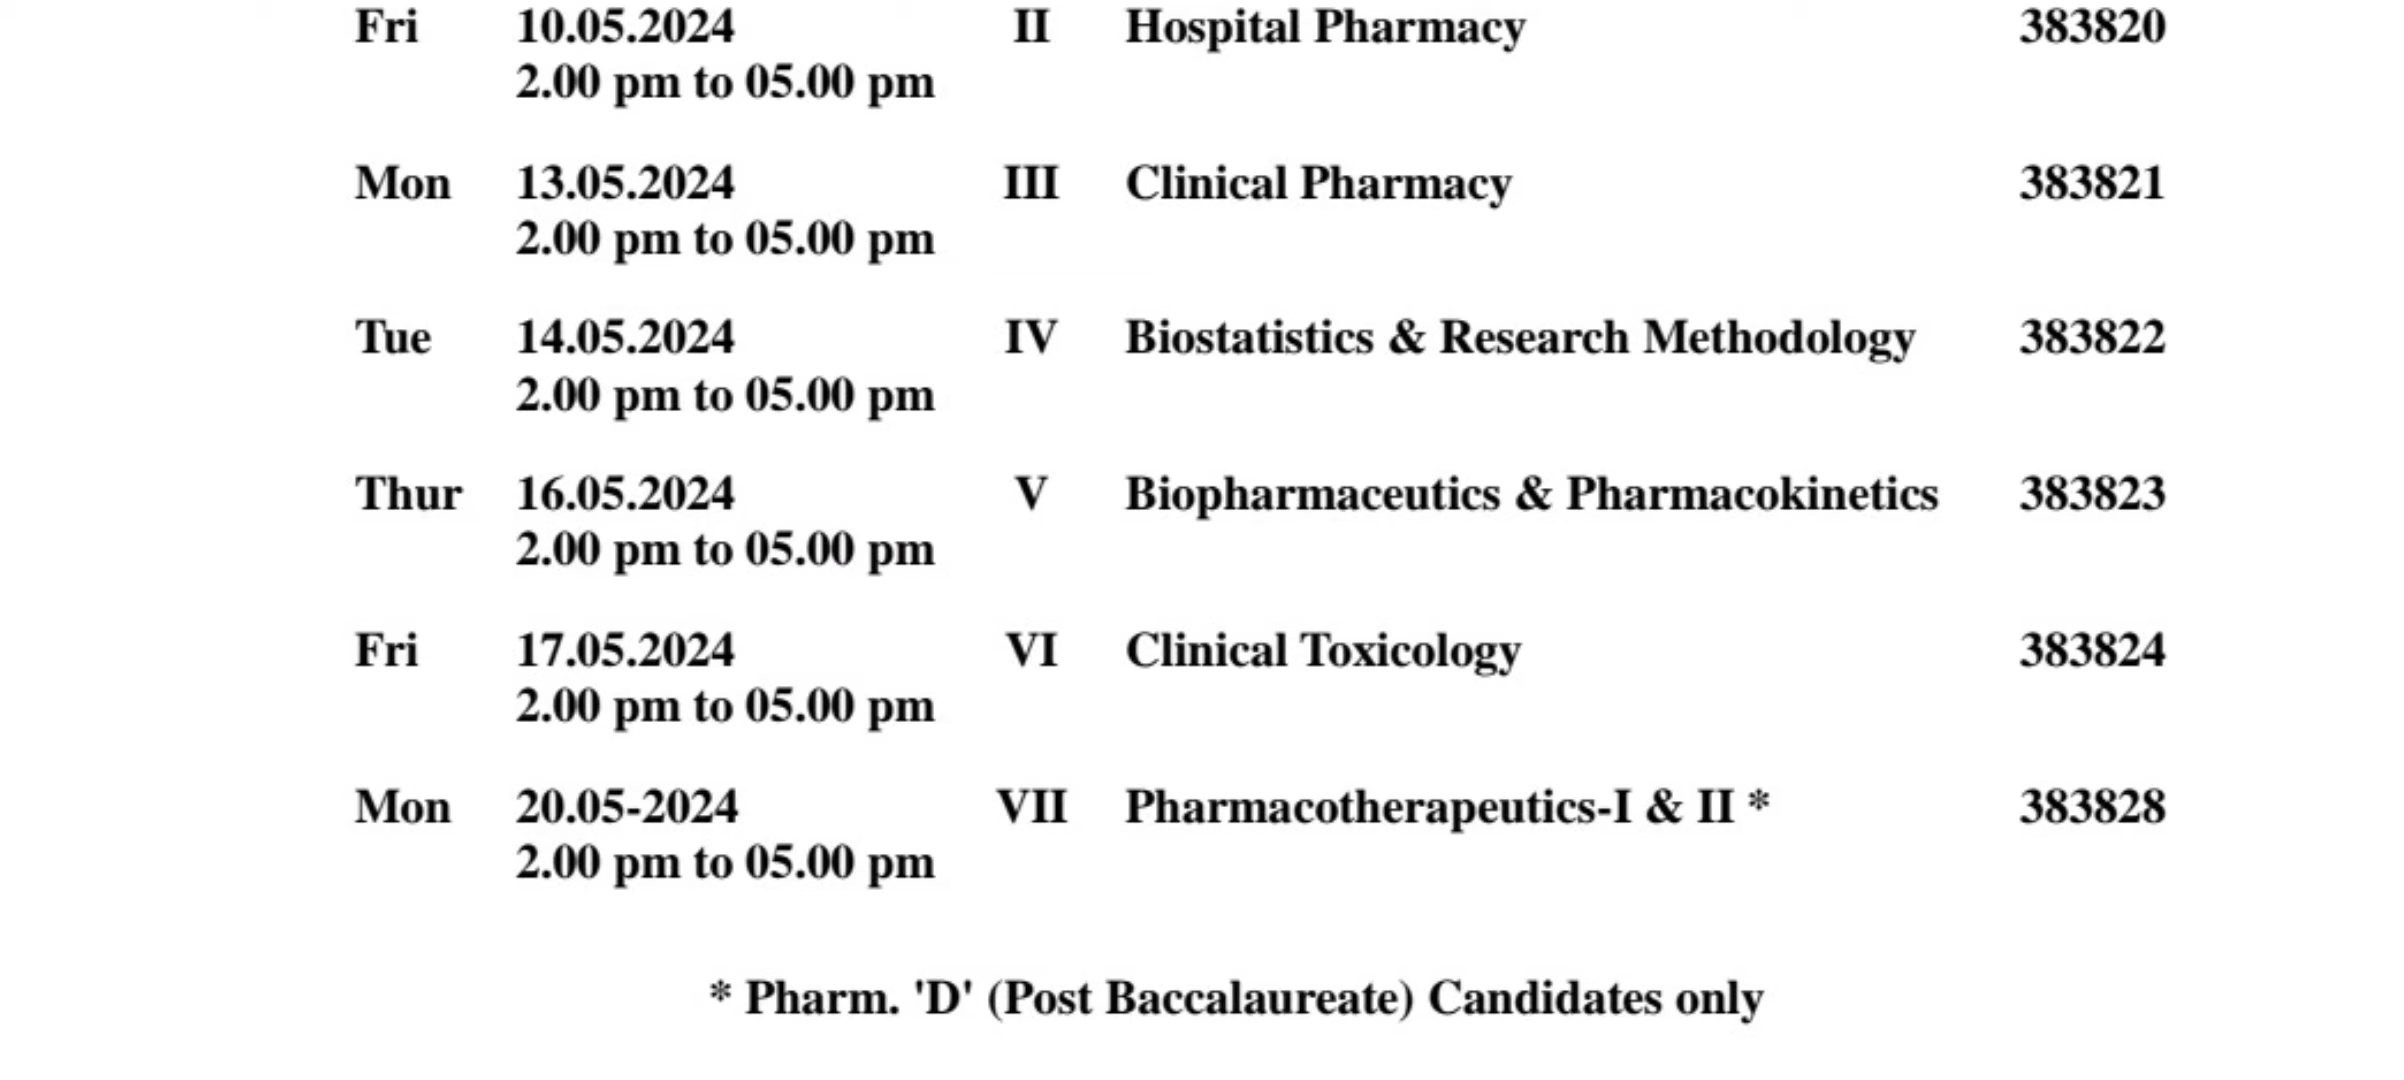 Fri 10.05.2024 II Hospital Pharmacy 383820
2.00 pm to 05.00 pm
Mon 13.05.2024 III Clinical Pharmacy 383821
2.00 pm to 05.00 pm
Tue 14.05.2024 IV Biostatistics & Research Methodology 383822
2.00 pm to 05.00 pm
Thur 16.05.2024 V Biopharmaceutics & Pharmacokinetics 383823
2.00 pm to 05.00 pm
Fri 17.05.2024 VI Clinical Toxicology 383824
2.00 pm to 05.00 pm
Mon 20.05-2024 VII Pharmacotherapeutics-I & II * 383828
2.00 pm to 05.00 pm
* Pharm. 'D' (Post Baccalaureate) Candidates only